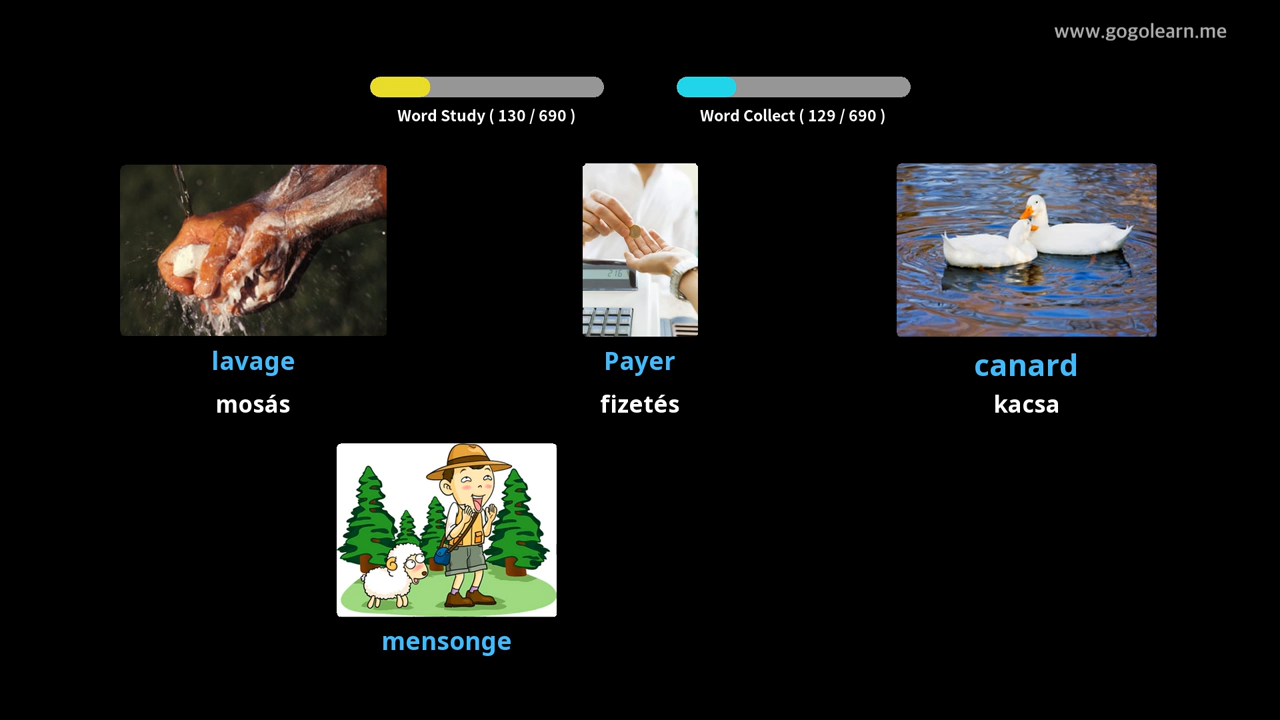 www.gogolearn.me
Word Study ( 130 / 690 )
Word Collect ( 129 / 690 )
lavage
Payer
canard
mosás
fizetés
kacsa
mensonge